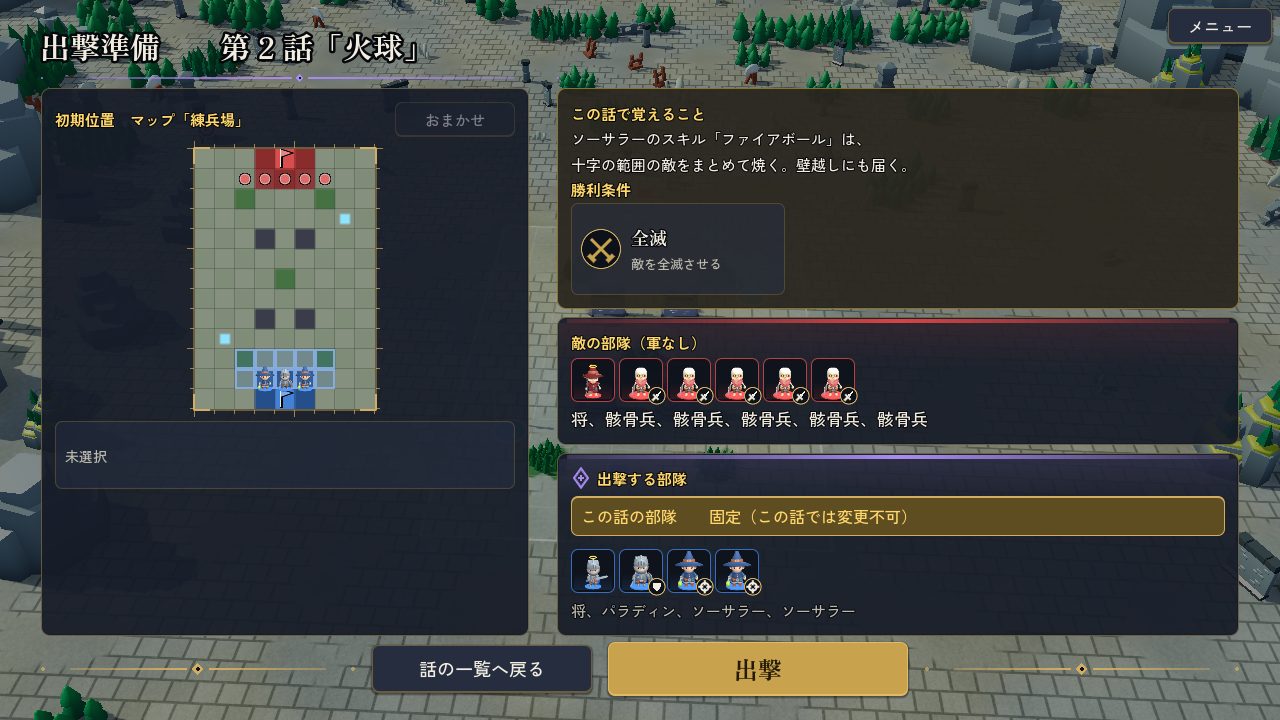 出撃準備　　第２話「火球」
メニュー
初期位置　マップ「練兵場」
おまかせ
未選択
この話で覚えること
ソーサラーのスキル「ファイアボール」は、
十字の範囲の敵をまとめて焼く。壁越しにも届く。
勝利条件
全滅
敵を全滅させる
敵の部隊（軍なし）
将、骸骨兵、骸骨兵、骸骨兵、骸骨兵、骸骨兵
出撃する部隊
この話の部隊　　固定（この話では変更不可）
将、パラディン、ソーサラー、ソーサラー
話の一覧へ戻る
出撃